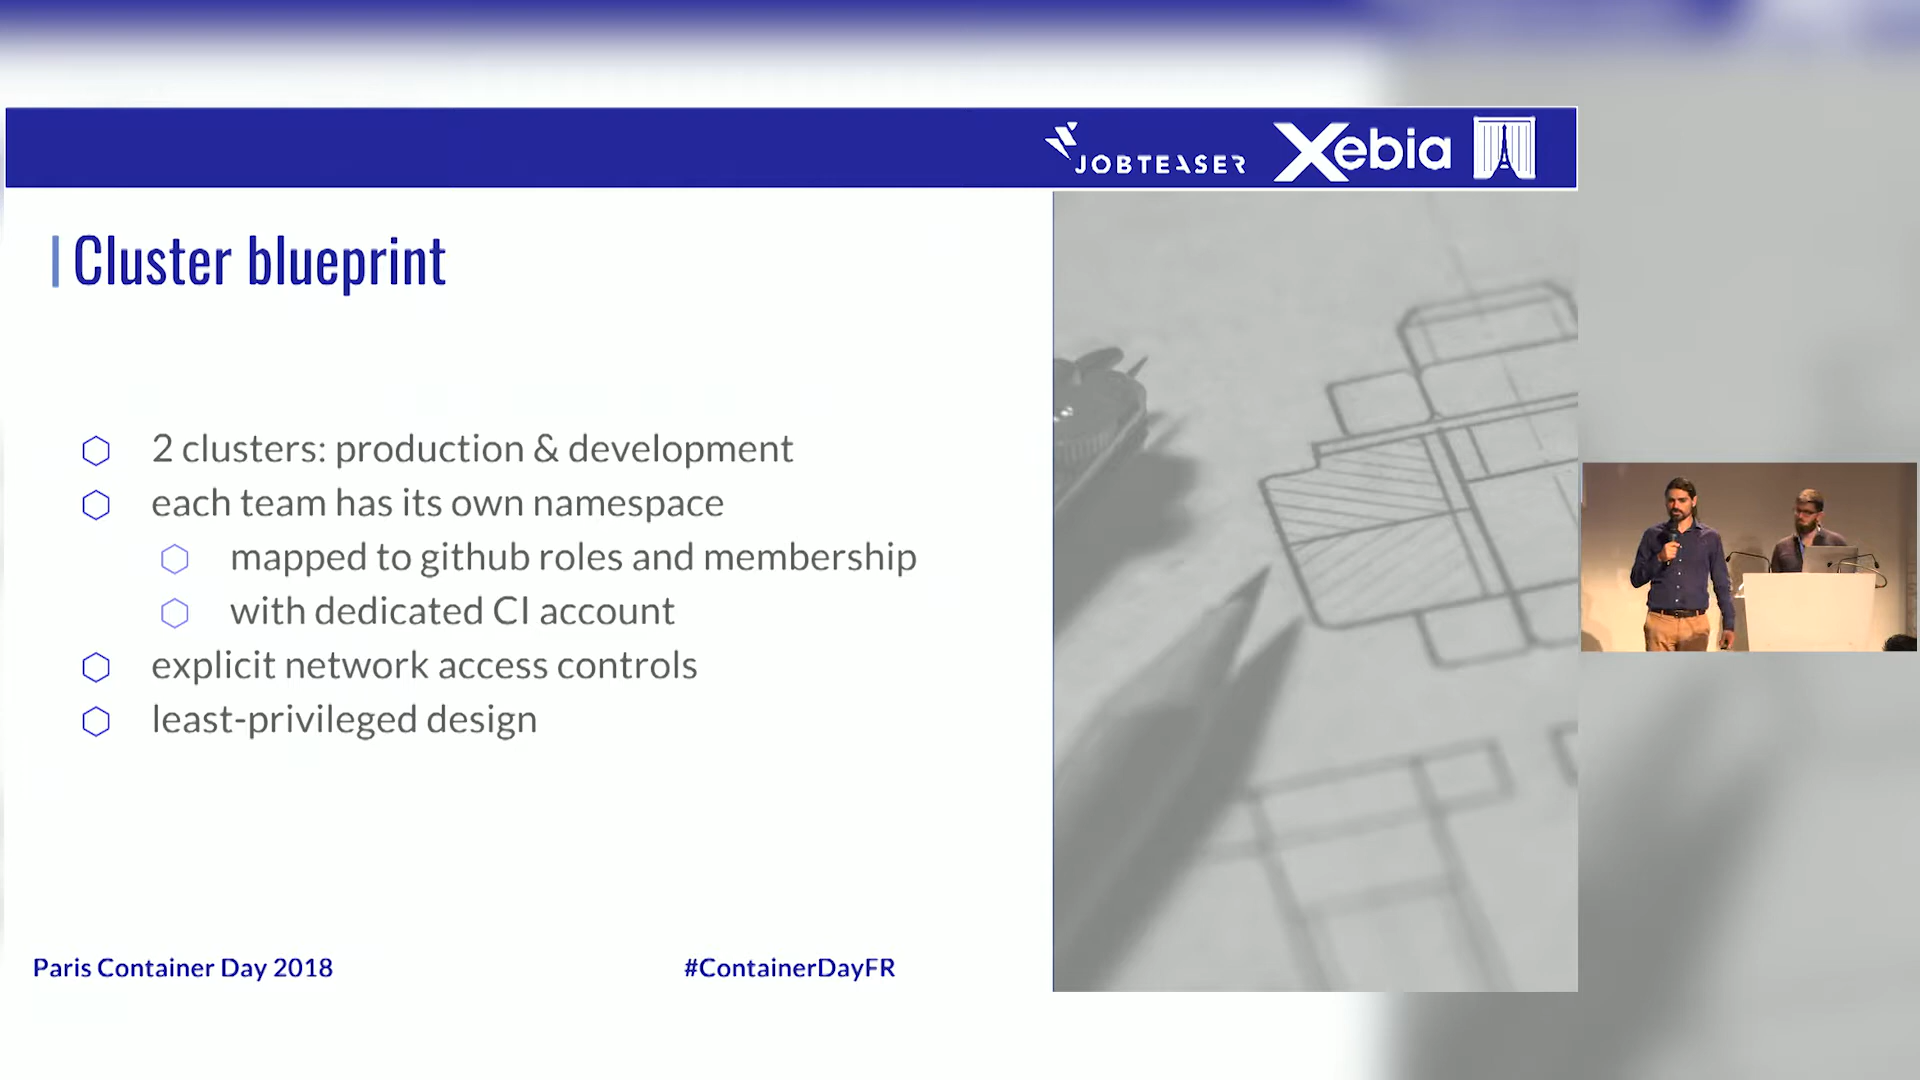 JOBTEASER
Xebia
Cluster blueprint
2 clusters: production & development
each team has its own namespace
mapped to github roles and membership
with dedicated CI account
explicit network access controls
least-privileged design
Paris Container Day 2018
#ContainerDayFR